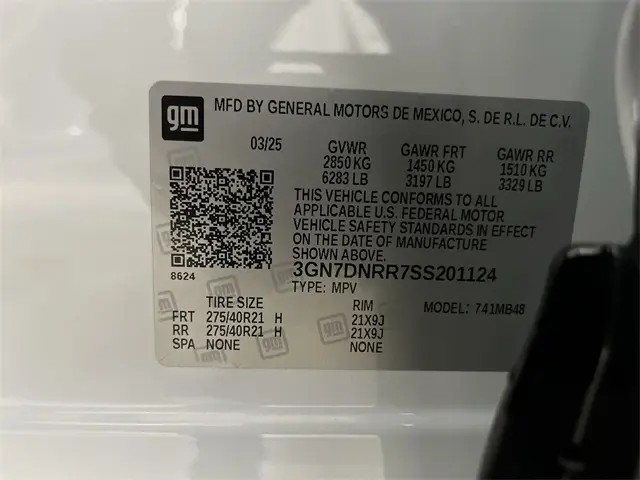 gm
MFD BY GENERAL MOTORS DE MEXICO, S. DE R.L. DE C.V.
03/25 GVWR GAWR FRT GAWR RR
2850 KG 1450 KG 1510 KG
6283 LB 3197 LB 3329 LB
THIS VEHICLE CONFORMS TO ALL
APPLICABLE U.S. FEDERAL MOTOR
VEHICLE SAFETY STANDARDS IN EFFECT
ON THE DATE OF MANUFACTURE
SHOWN ABOVE.
3GN7DNRR7SS201124
8624 TYPE: MPV
TIRE SIZE RIM MODEL: 741MB48
FRT 275/40R21 H 21X9J
RR 275/40R21 H 21X9J
SPA NONE NONE